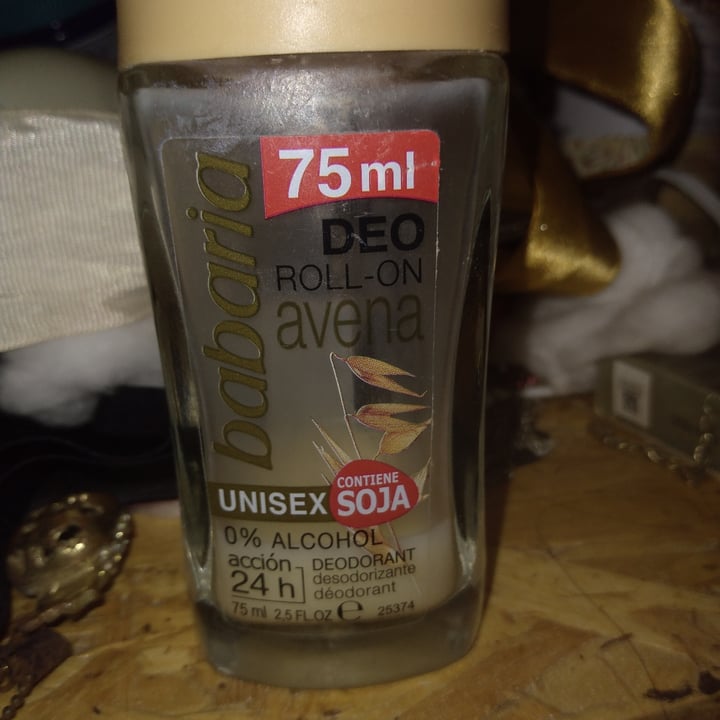 babaria
75 ml
DEO
ROLL-ON
avena
CONTIENE
SOJA
UNISEX
0% ALCOHOL
acción
24 h
DEODORANT
desodorizante
déodorant
75 ml 2,5 FL OZ e 25374